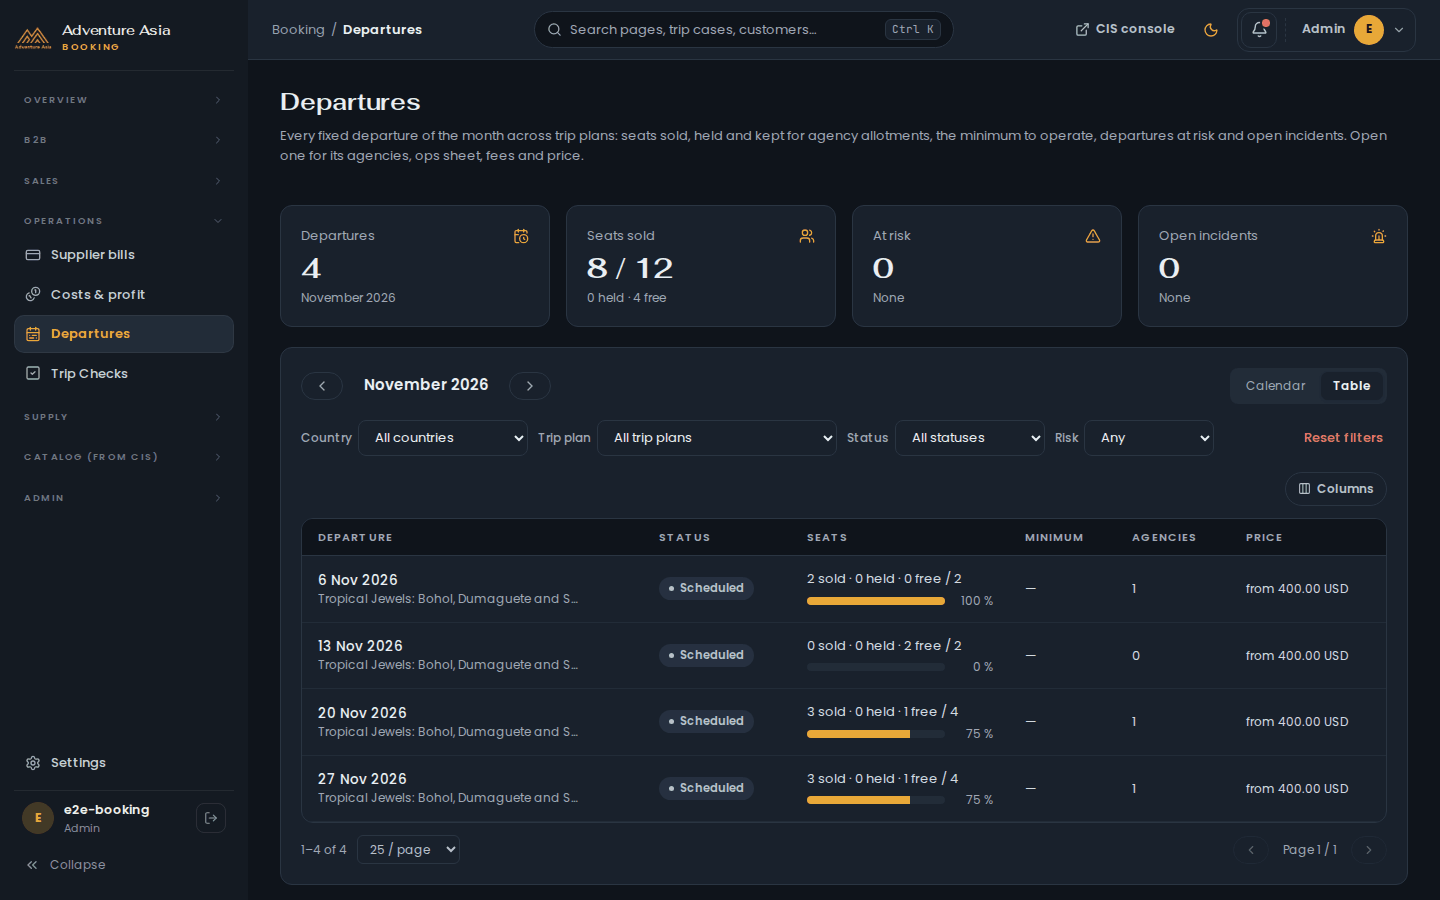 Adventure Asia
BOOKING
Adventure Asia
OVERVIEW
B2B
SALES
OPERATIONS
Supplier bills
Costs & profit
Departures
Trip Checks
SUPPLY
CATALOG (FROM CIS)
ADMIN
Settings
E
e2e-booking
Admin
Collapse
Booking / Departures
Search pages, trip cases, customers...
Ctrl K
CIS console
Admin
E
Departures
Every fixed departure of the month across trip plans: seats sold, held and kept for agency allotments, the minimum to operate, departures at risk and open incidents. Open
one for its agencies, ops sheet, fees and price.
Departures
4
November 2026
Seats sold
8 / 12
0 held · 4 free
At risk
0
None
Open incidents
0
None
November 2026
Calendar
Table
Country
All countries
Trip plan
All trip plans
Status
All statuses
Risk
Any
Reset filters
Columns
DEPARTURE STATUS SEATS MINIMUM AGENCIES PRICE
6 Nov 2026
Tropical Jewels: Bohol, Dumaguete and S...
Scheduled
2 sold · 0 held · 0 free / 2
100 %
—
1
from 400.00 USD
13 Nov 2026
Tropical Jewels: Bohol, Dumaguete and S...
Scheduled
0 sold · 0 held · 2 free / 2
0 %
—
0
from 400.00 USD
20 Nov 2026
Tropical Jewels: Bohol, Dumaguete and S...
Scheduled
3 sold · 0 held · 1 free / 4
75 %
—
1
from 400.00 USD
27 Nov 2026
Tropical Jewels: Bohol, Dumaguete and S...
Scheduled
3 sold · 0 held · 1 free / 4
75 %
—
1
from 400.00 USD
1–4 of 4
25 / page
Page 1 / 1